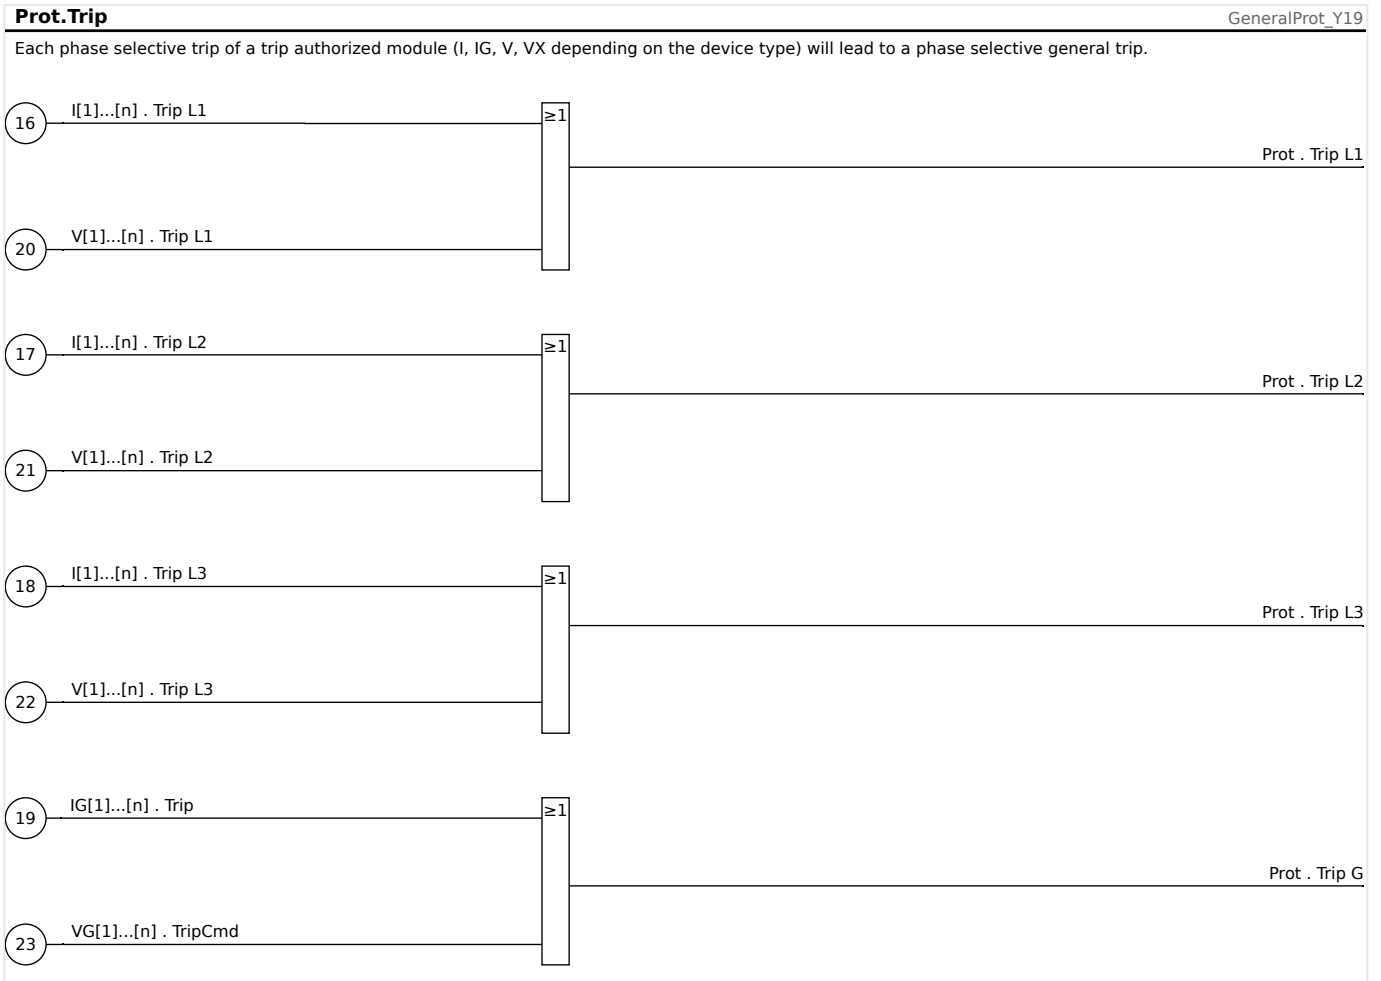 Prot.Trip
GeneralProt_Y19
Each phase selective trip of a trip authorized module (I, IG, V, VX depending on the device type) will lead to a phase selective general trip.
16
I[1]...[n] . Trip L1
≥1
Prot . Trip L1
20
V[1]...[n] . Trip L1
17
I[1]...[n] . Trip L2
≥1
Prot . Trip L2
21
V[1]...[n] . Trip L2
18
I[1]...[n] . Trip L3
≥1
Prot . Trip L3
22
V[1]...[n] . Trip L3
19
IG[1]...[n] . Trip
≥1
Prot . Trip G
23
VG[1]...[n] . TripCmd